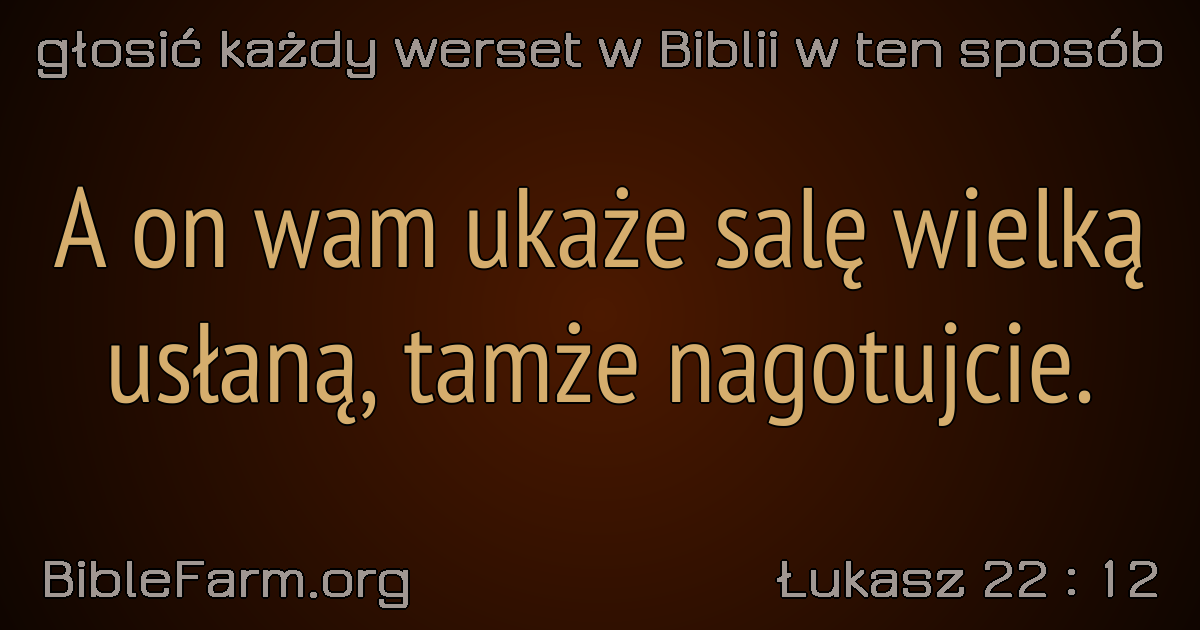 głosić każdy werset w Biblii w ten sposób
A on wam ukaże salę wielką
usłaną, tamże nagotujcie.
BibleFarm.org
Łukasz 22 : 12